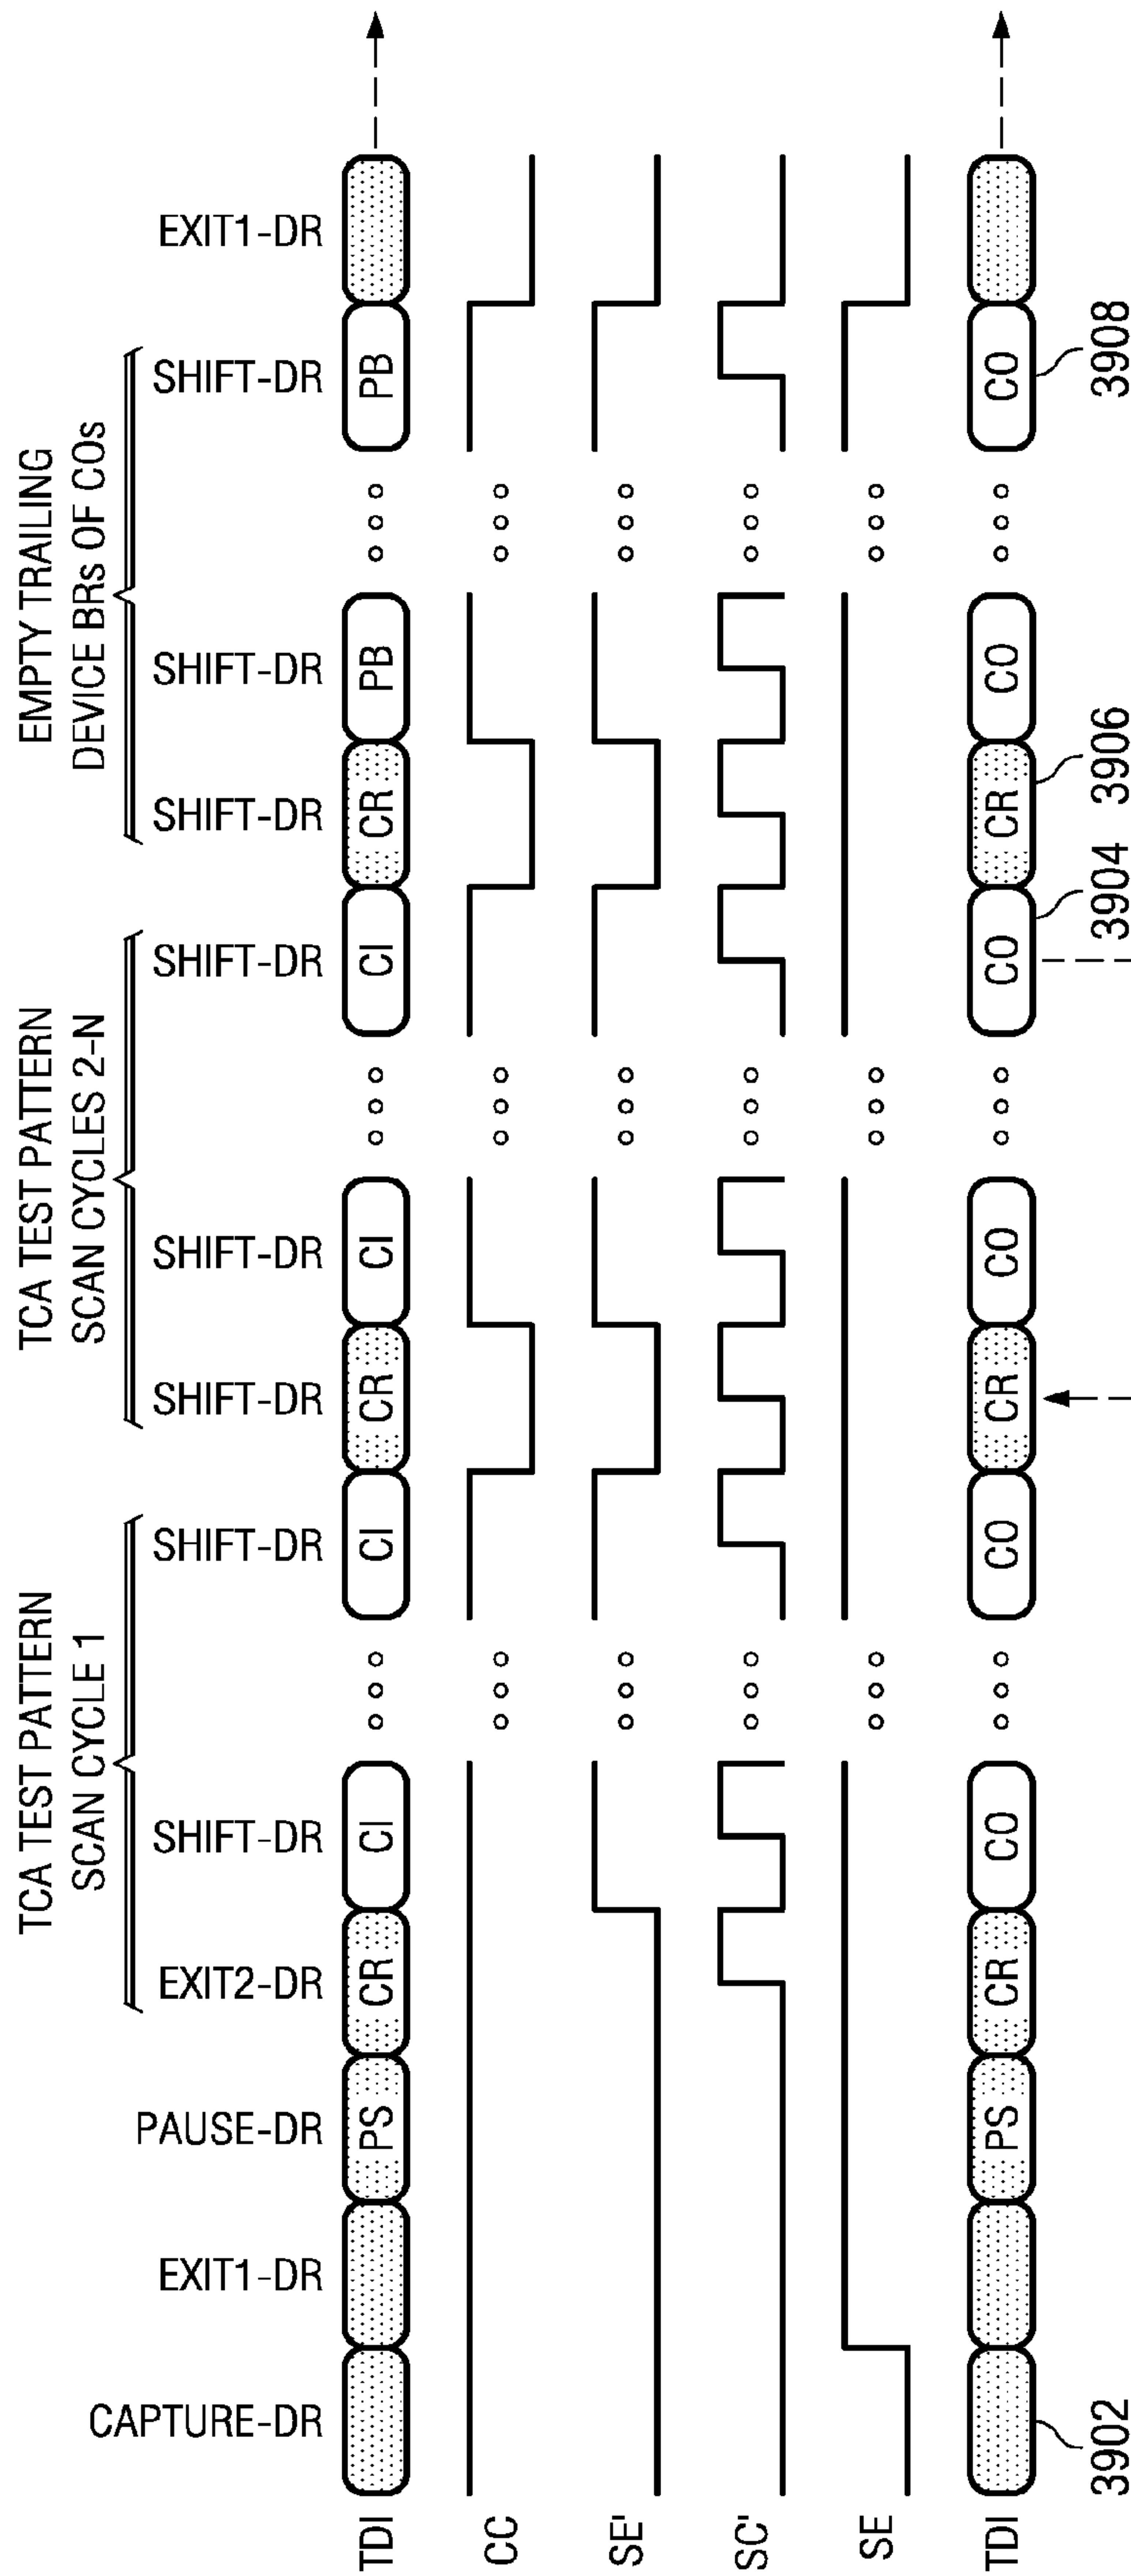 TCA TEST PATTERN
SCAN CYCLE 1
TCA TEST PATTERN
SCAN CYCLES 2-N
EMPTY TRAILING
DEVICE BRs OF COs
CAPTURE-DR
EXIT1-DR
PAUSE-DR
EXIT2-DR
SHIFT-DR
SHIFT-DR
SHIFT-DR
SHIFT-DR
SHIFT-DR
SHIFT-DR
SHIFT-DR
SHIFT-DR
EXIT1-DR
TDI PS CR CI CI CR CI CI CR PB PB
CC
SE'
SC'
SE
TDI PS CR CO CO CR CO CO CR CO CO
3902
3904
3906
3908